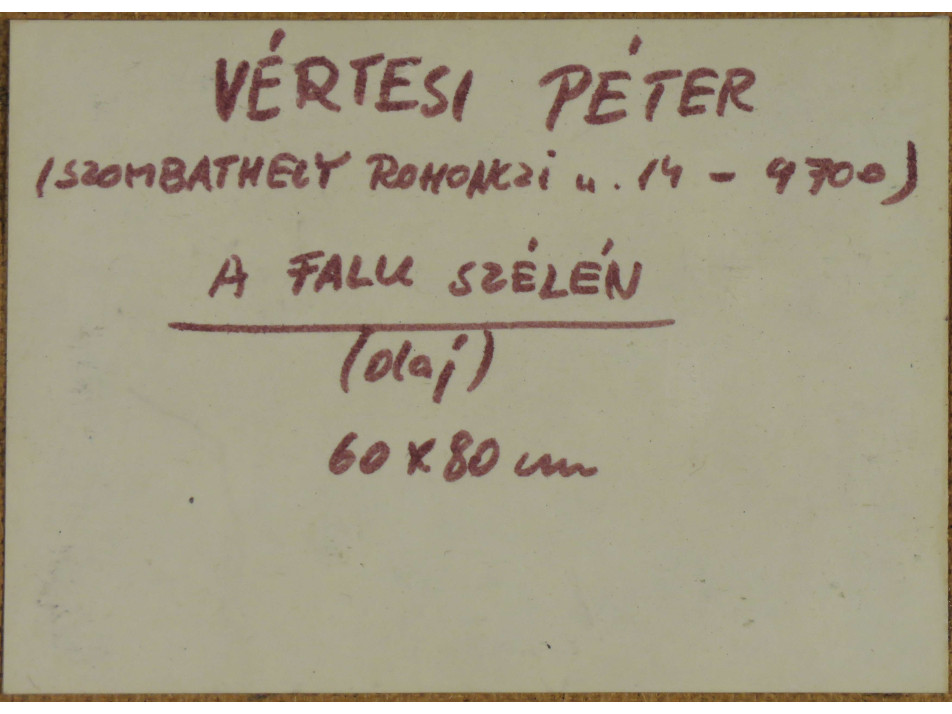 VÉRTESI PÉTER
(SZOMBATHELY ROHONCZI u. 14 - 9700)
A FALU SZÉLÉN
(olaj)
60 x 80 cm